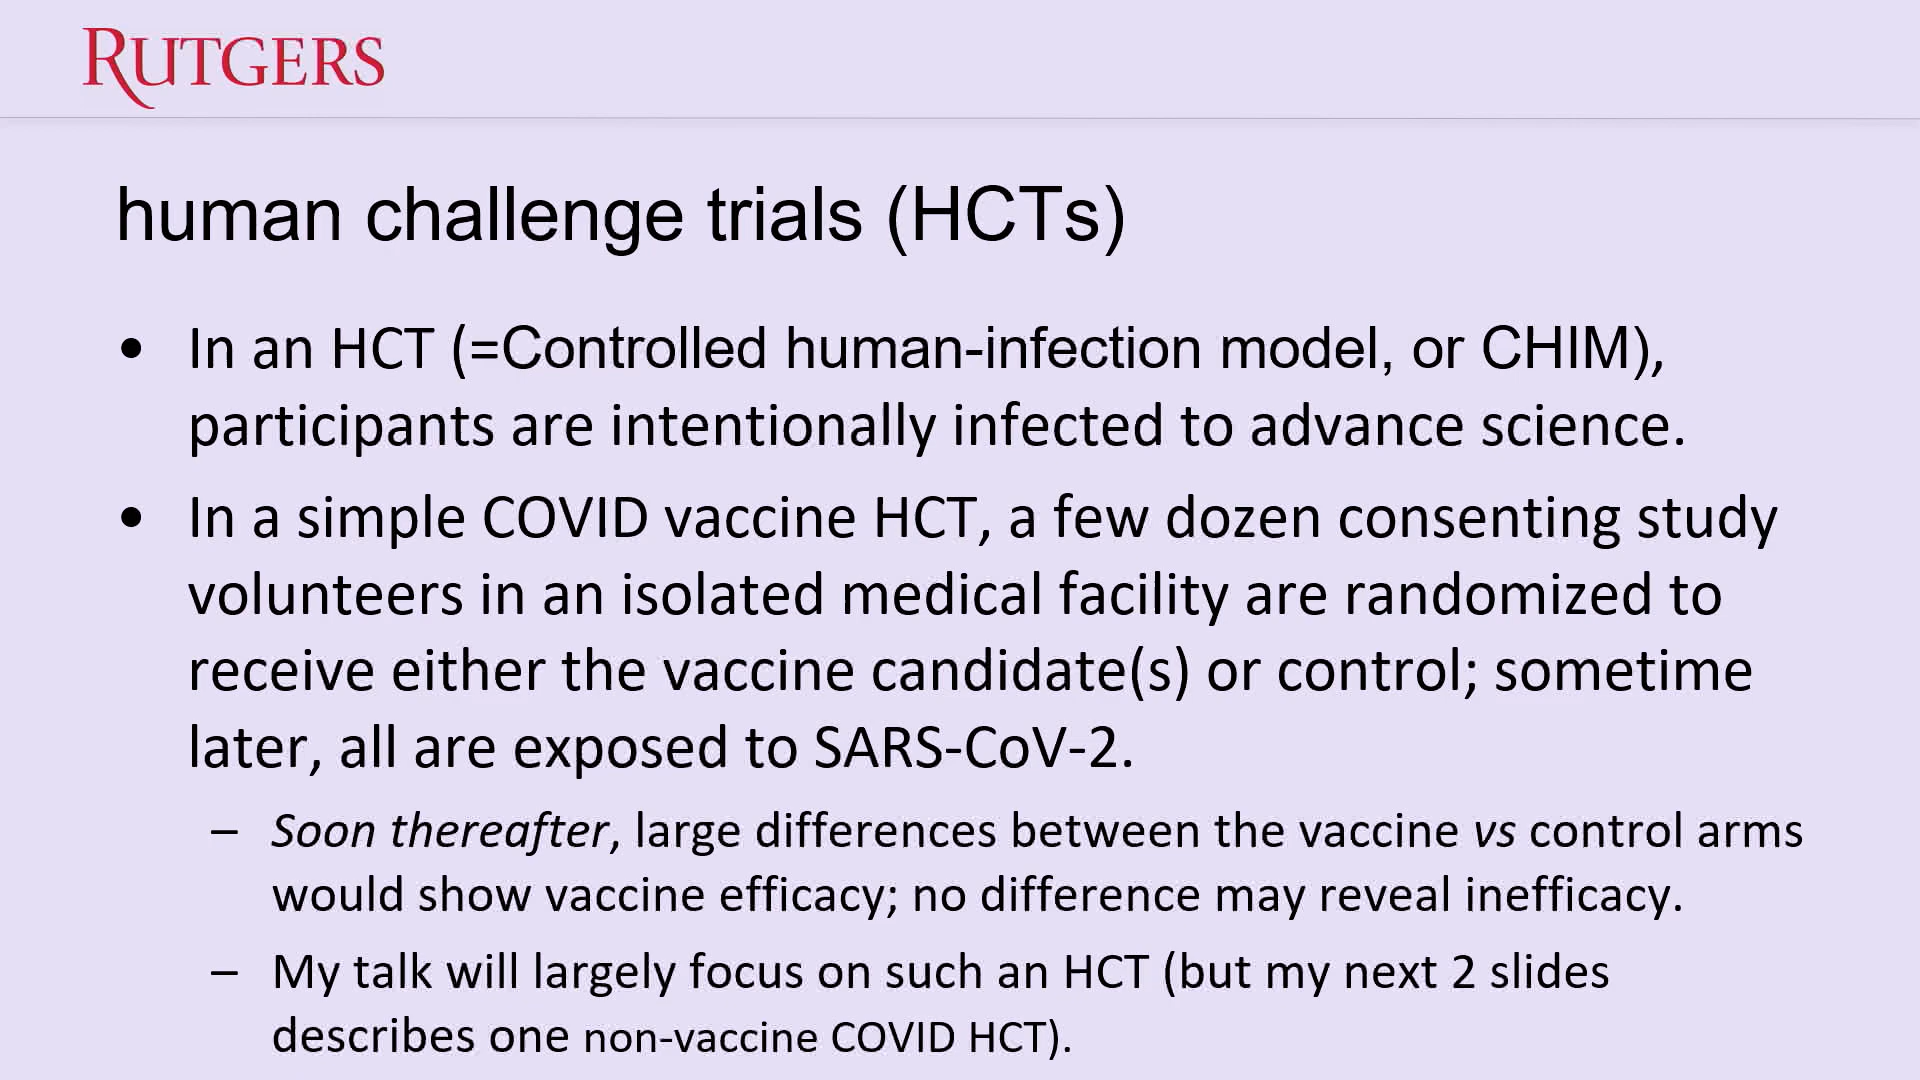 RUTGERS
human challenge trials (HCTs)
• In an HCT (=Controlled human-infection model, or CHIM),
participants are intentionally infected to advance science.
• In a simple COVID vaccine HCT, a few dozen consenting study
volunteers in an isolated medical facility are randomized to
receive either the vaccine candidate(s) or control; sometime
later, all are exposed to SARS-CoV-2.
– Soon thereafter, large differences between the vaccine vs control arms
would show vaccine efficacy; no difference may reveal inefficacy.
– My talk will largely focus on such an HCT (but my next 2 slides
describes one non-vaccine COVID HCT).